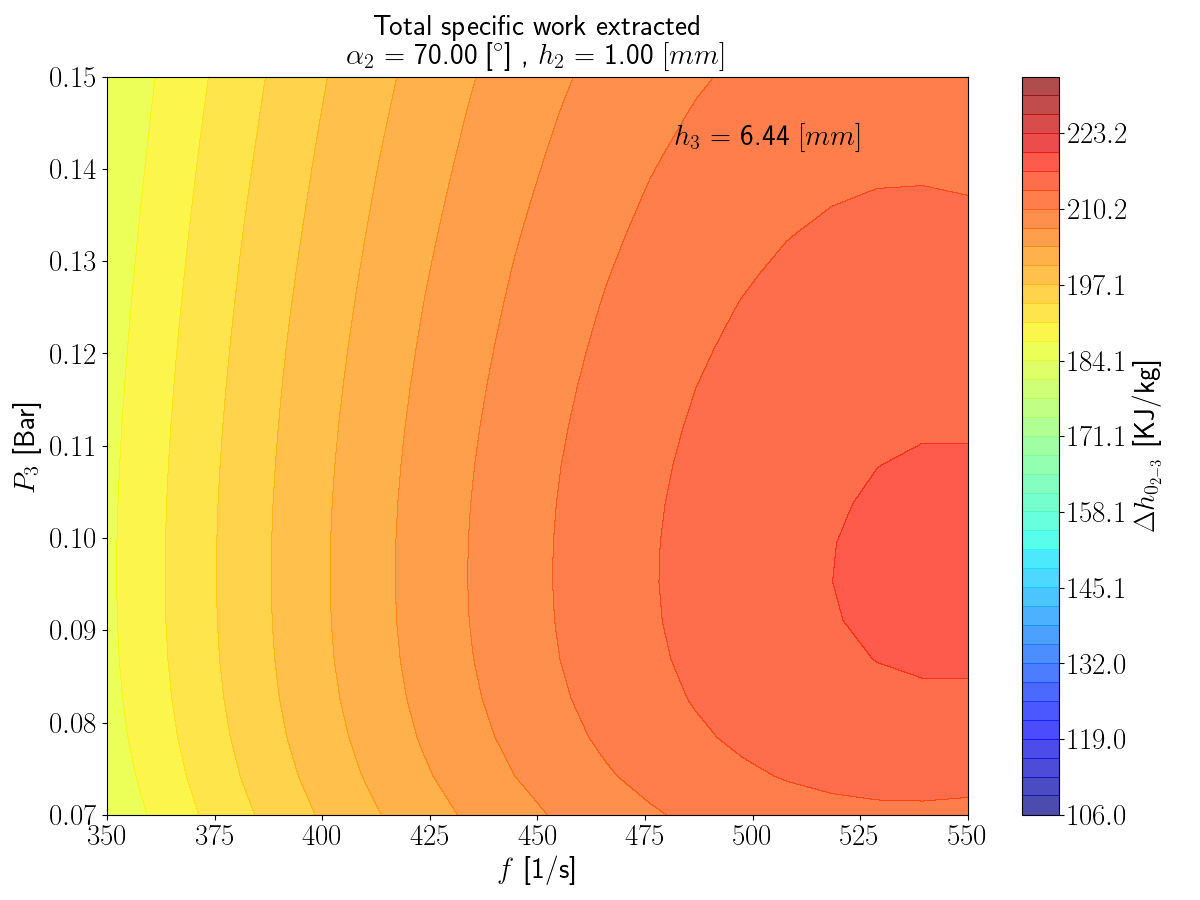 Total specific work extracted
α₂ = 70.00 [°] , h₂ = 1.00 [mm]
h₃ = 6.44 [mm]
P₃ [Bar]
0.15
0.14
0.13
0.12
0.11
0.10
0.09
0.08
0.07
350 375 400 425 450 475 500 525 550
f [1/s]
223.2
210.2
197.1
184.1
171.1
158.1
145.1
132.0
119.0
106.0
Δh₀₂₋₃ [KJ/kg]